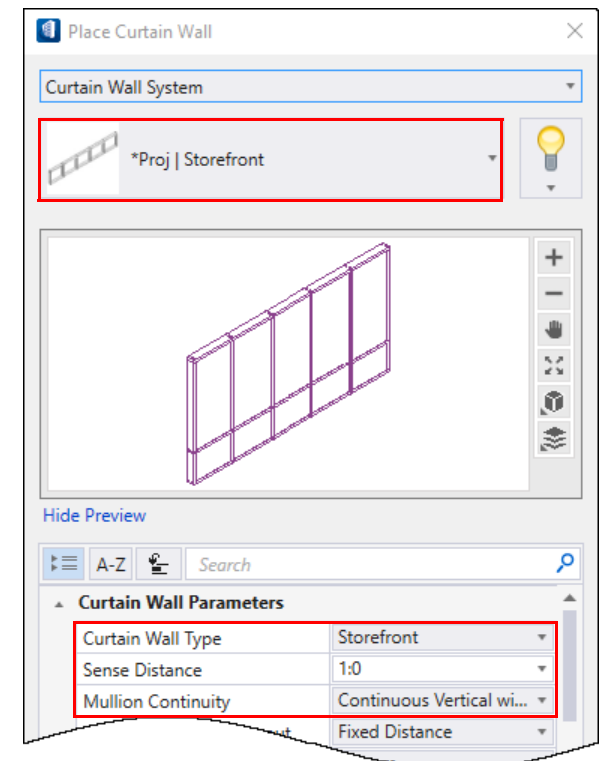 Place Curtain Wall
Curtain Wall System
*Proj | Storefront
Hide Preview
A-Z Search
Curtain Wall Parameters
Curtain Wall Type Storefront
Sense Distance 1:0
Mullion Continuity Continuous Vertical wi...
Fixed Distance